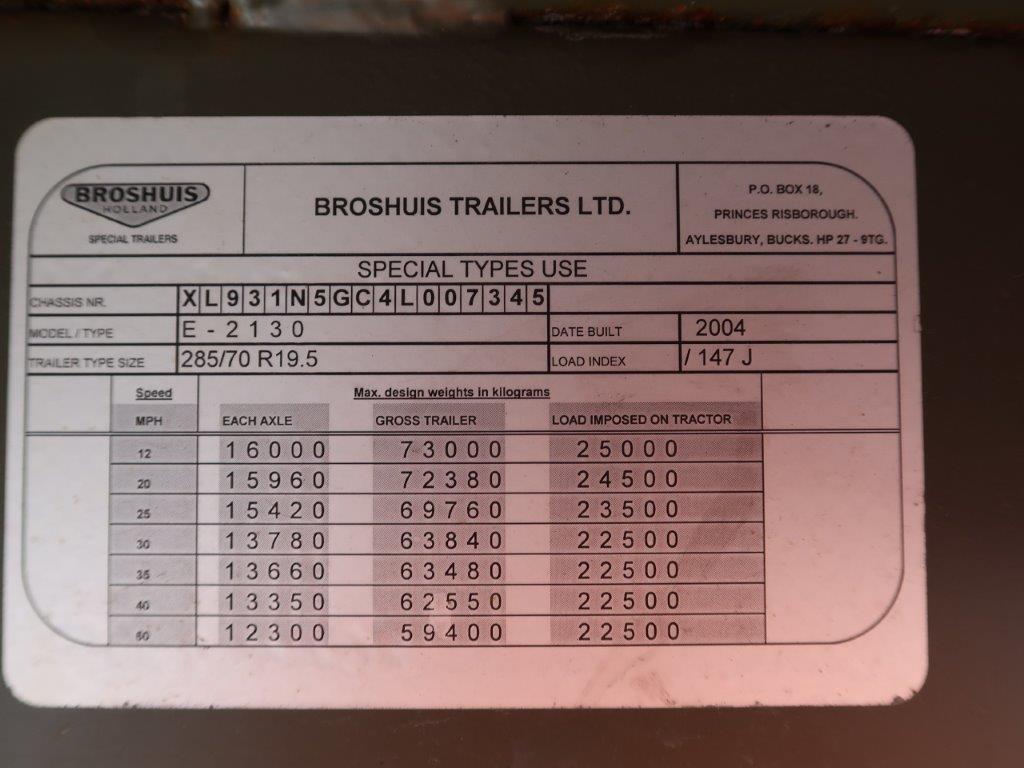 BROSHUIS
HOLLAND
SPECIAL TRAILERS
BROSHUIS TRAILERS LTD.
P.O. BOX 18,
PRINCES RISBOROUGH.
AYLESBURY, BUCKS. HP 27 - 9TG.
SPECIAL TYPES USE
CHASSIS NR. XL931N5GC4L007345
MODEL / TYPE E - 2130 DATE BUILT 2004
TRAILER TYPE SIZE 285/70 R19.5 LOAD INDEX / 147 J
Speed Max. design weights in kilograms
MPH EACH AXLE GROSS TRAILER LOAD IMPOSED ON TRACTOR
12 16000 73000 25000
20 15960 72380 24500
25 15420 69760 23500
30 13780 63840 22500
35 13660 63480 22500
40 13350 62550 22500
50 12300 59400 22500